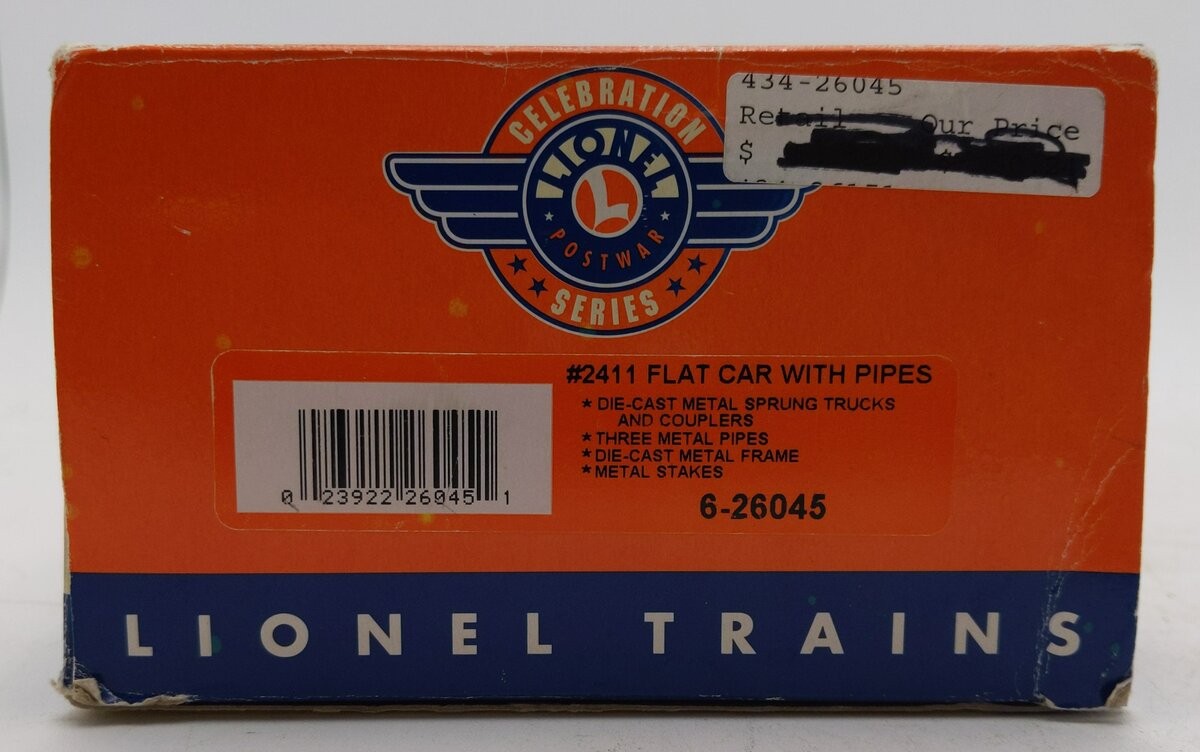 CELEBRATION
LIONEL
L
POSTWAR
SERIES
434-26045
Retail Our Price
$
#2411 FLAT CAR WITH PIPES
★ DIE-CAST METAL SPRUNG TRUCKS
AND COUPLERS
★ THREE METAL PIPES
★ DIE-CAST METAL FRAME
★ METAL STAKES
0 23922 26045 1
6-26045
LIONEL TRAINS